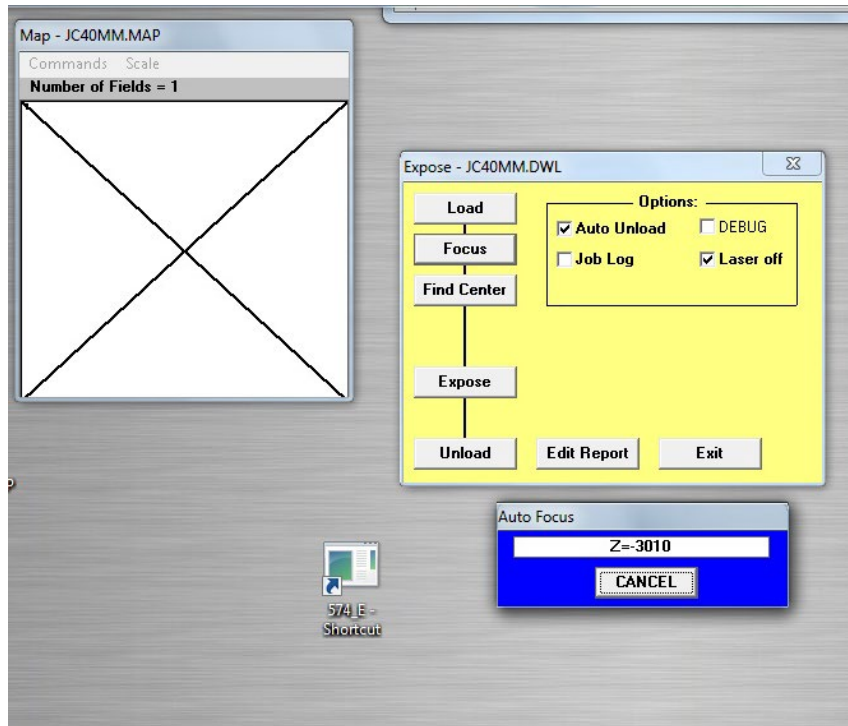 Map - JC40MM.MAP
Commands Scale
Number of Fields = 1
Expose - JC40MM.DWL
Load
Focus
Find Center
Expose
Unload
Options:
Auto Unload
DEBUG
Job Log
Laser off
Edit Report
Exit
Auto Focus
Z=-3010
CANCEL
574_E -
Shortcut